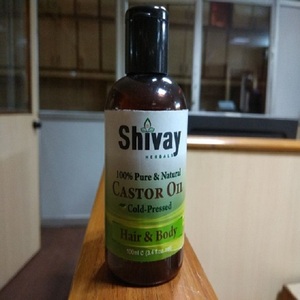 Shivay
HERBALS
100% Pure & Natural
CASTOR OIL
Cold-Pressed
Hair & Body